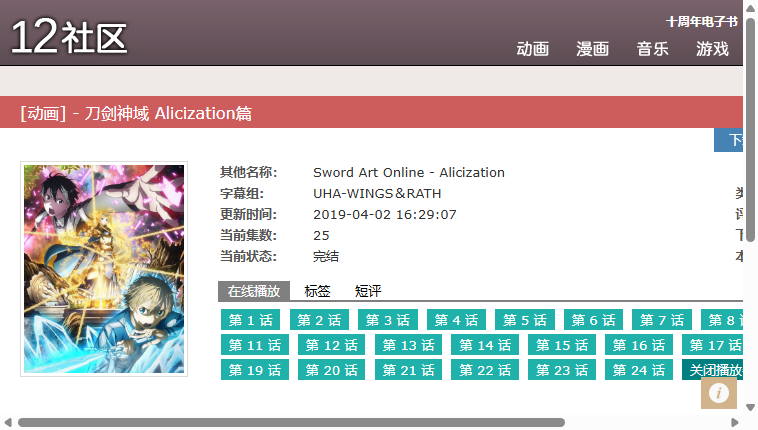 12社区
十周年电子书
动画 漫画 音乐 游戏
[动画] - 刀剑神域 Alicization篇
其他名称: Sword Art Online - Alicization
字幕组: UHA-WINGS＆RATH
更新时间: 2019-04-02 16:29:07
当前集数: 25
当前状态: 完结
在线播放 标签 短评
第 1 话 第 2 话 第 3 话 第 4 话 第 5 话 第 6 话 第 7 话 第 8
第 11 话 第 12 话 第 13 话 第 14 话 第 15 话 第 16 话 第 17 话
第 19 话 第 20 话 第 21 话 第 22 话 第 23 话 第 24 话 关闭播放